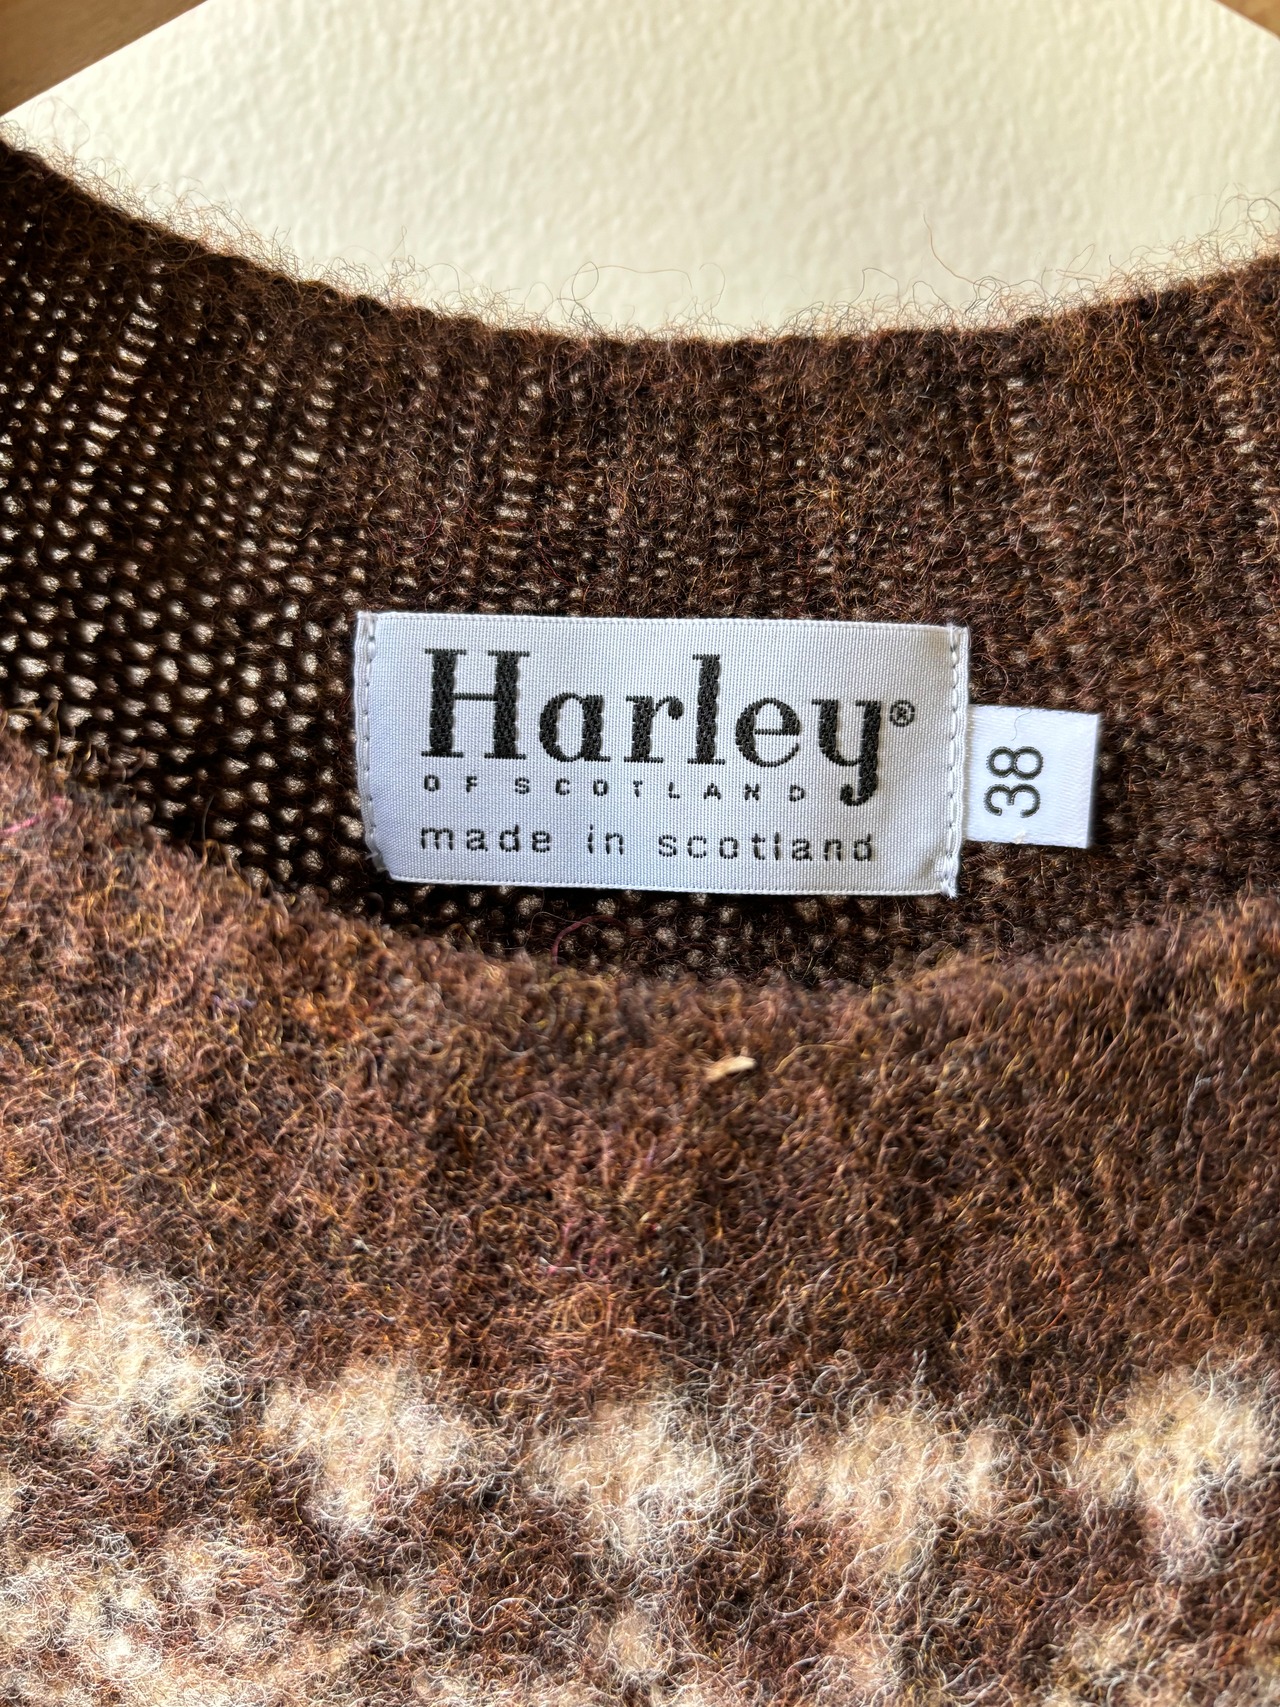 Harley®
OF SCOTLAND
made in scotland
38